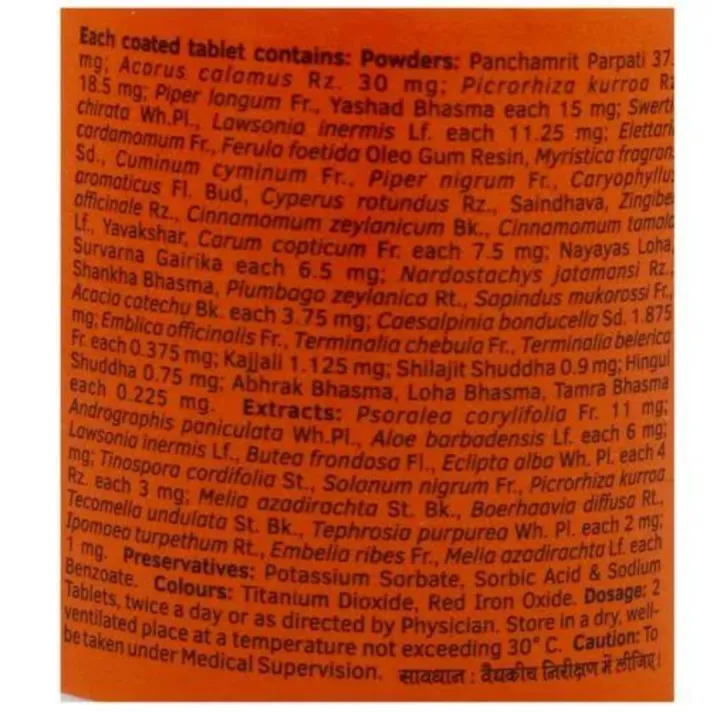 Each coated tablet contains: Powders: Panchamrit Parpati 37.
mg; Acorus calamus Rz. 30 mg; Picrorhiza kurroa Rz
18.5 mg; Piper longum Fr., Yashad Bhasma each 15 mg; Swerti
chirata Wh.Pl., Lawsonia inermis Lf. each 11.25 mg; Elettari
cardamomum Fr., Ferula foetida Oleo Gum Resin, Myristica fragran
Sd., Cuminum cyminum Fr., Piper nigrum Fr., Caryophyllu
aromaticus Fl. Bud, Cyperus rotundus Rz., Saindhava, Zingibe
officinale Rz., Cinnamomum zeylanicum Bk., Cinnamomum tamala
Lf., Yavakshar, Carum copticum Fr. each 7.5 mg; Nayayas Loha,
Survarna Gairika each 6.5 mg; Nardostachys jatamansi Rz.,
Shankha Bhasma, Plumbago zeylanica Rt., Sapindus mukorossi Fr.,
Acacia catechu Bk. each 3.75 mg; Caesalpinia bonducella Sd. 1.875
mg; Emblica officinalis Fr., Terminalia chebula Fr., Terminalia belerica
Fr. each 0.375 mg; Kajjali 1.125 mg; Shilajit Shuddha 0.9 mg; Hingul
Shuddha 0.75 mg; Abhrak Bhasma, Loha Bhasma, Tamra Bhasma
each 0.225 mg. Extracts: Psoralea corylifolia Fr. 11 mg;
Andrographis paniculata Wh.Pl., Aloe barbadensis Lf. each 6 mg;
Lawsonia inermis Lf., Butea frondosa Fl., Eclipta alba Wh. Pl. each 4
mg; Tinospora cordifolia St., Solanum nigrum Fr., Picrorhiza kurroa
Rz. each 3 mg; Melia azadirachta St. Bk., Boerhaavia diffusa Rt.,
Tecomella undulata St. Bk., Tephrosia purpurea Wh. Pl. each 2 mg;
Ipomaea turpethum Rt., Embelia ribes Fr., Melia azadirachta Lf. each
1 mg. Preservatives: Potassium Sorbate, Sorbic Acid & Sodium
Benzoate. Colours: Titanium Dioxide, Red Iron Oxide. Dosage: 2
Tablets, twice a day or as directed by Physician. Store in a dry, well-
ventilated place at a temperature not exceeding 30° C. Caution: To
be taken under Medical Supervision. सावधान : वैद्यकीय निरीक्षण में लीजिए।